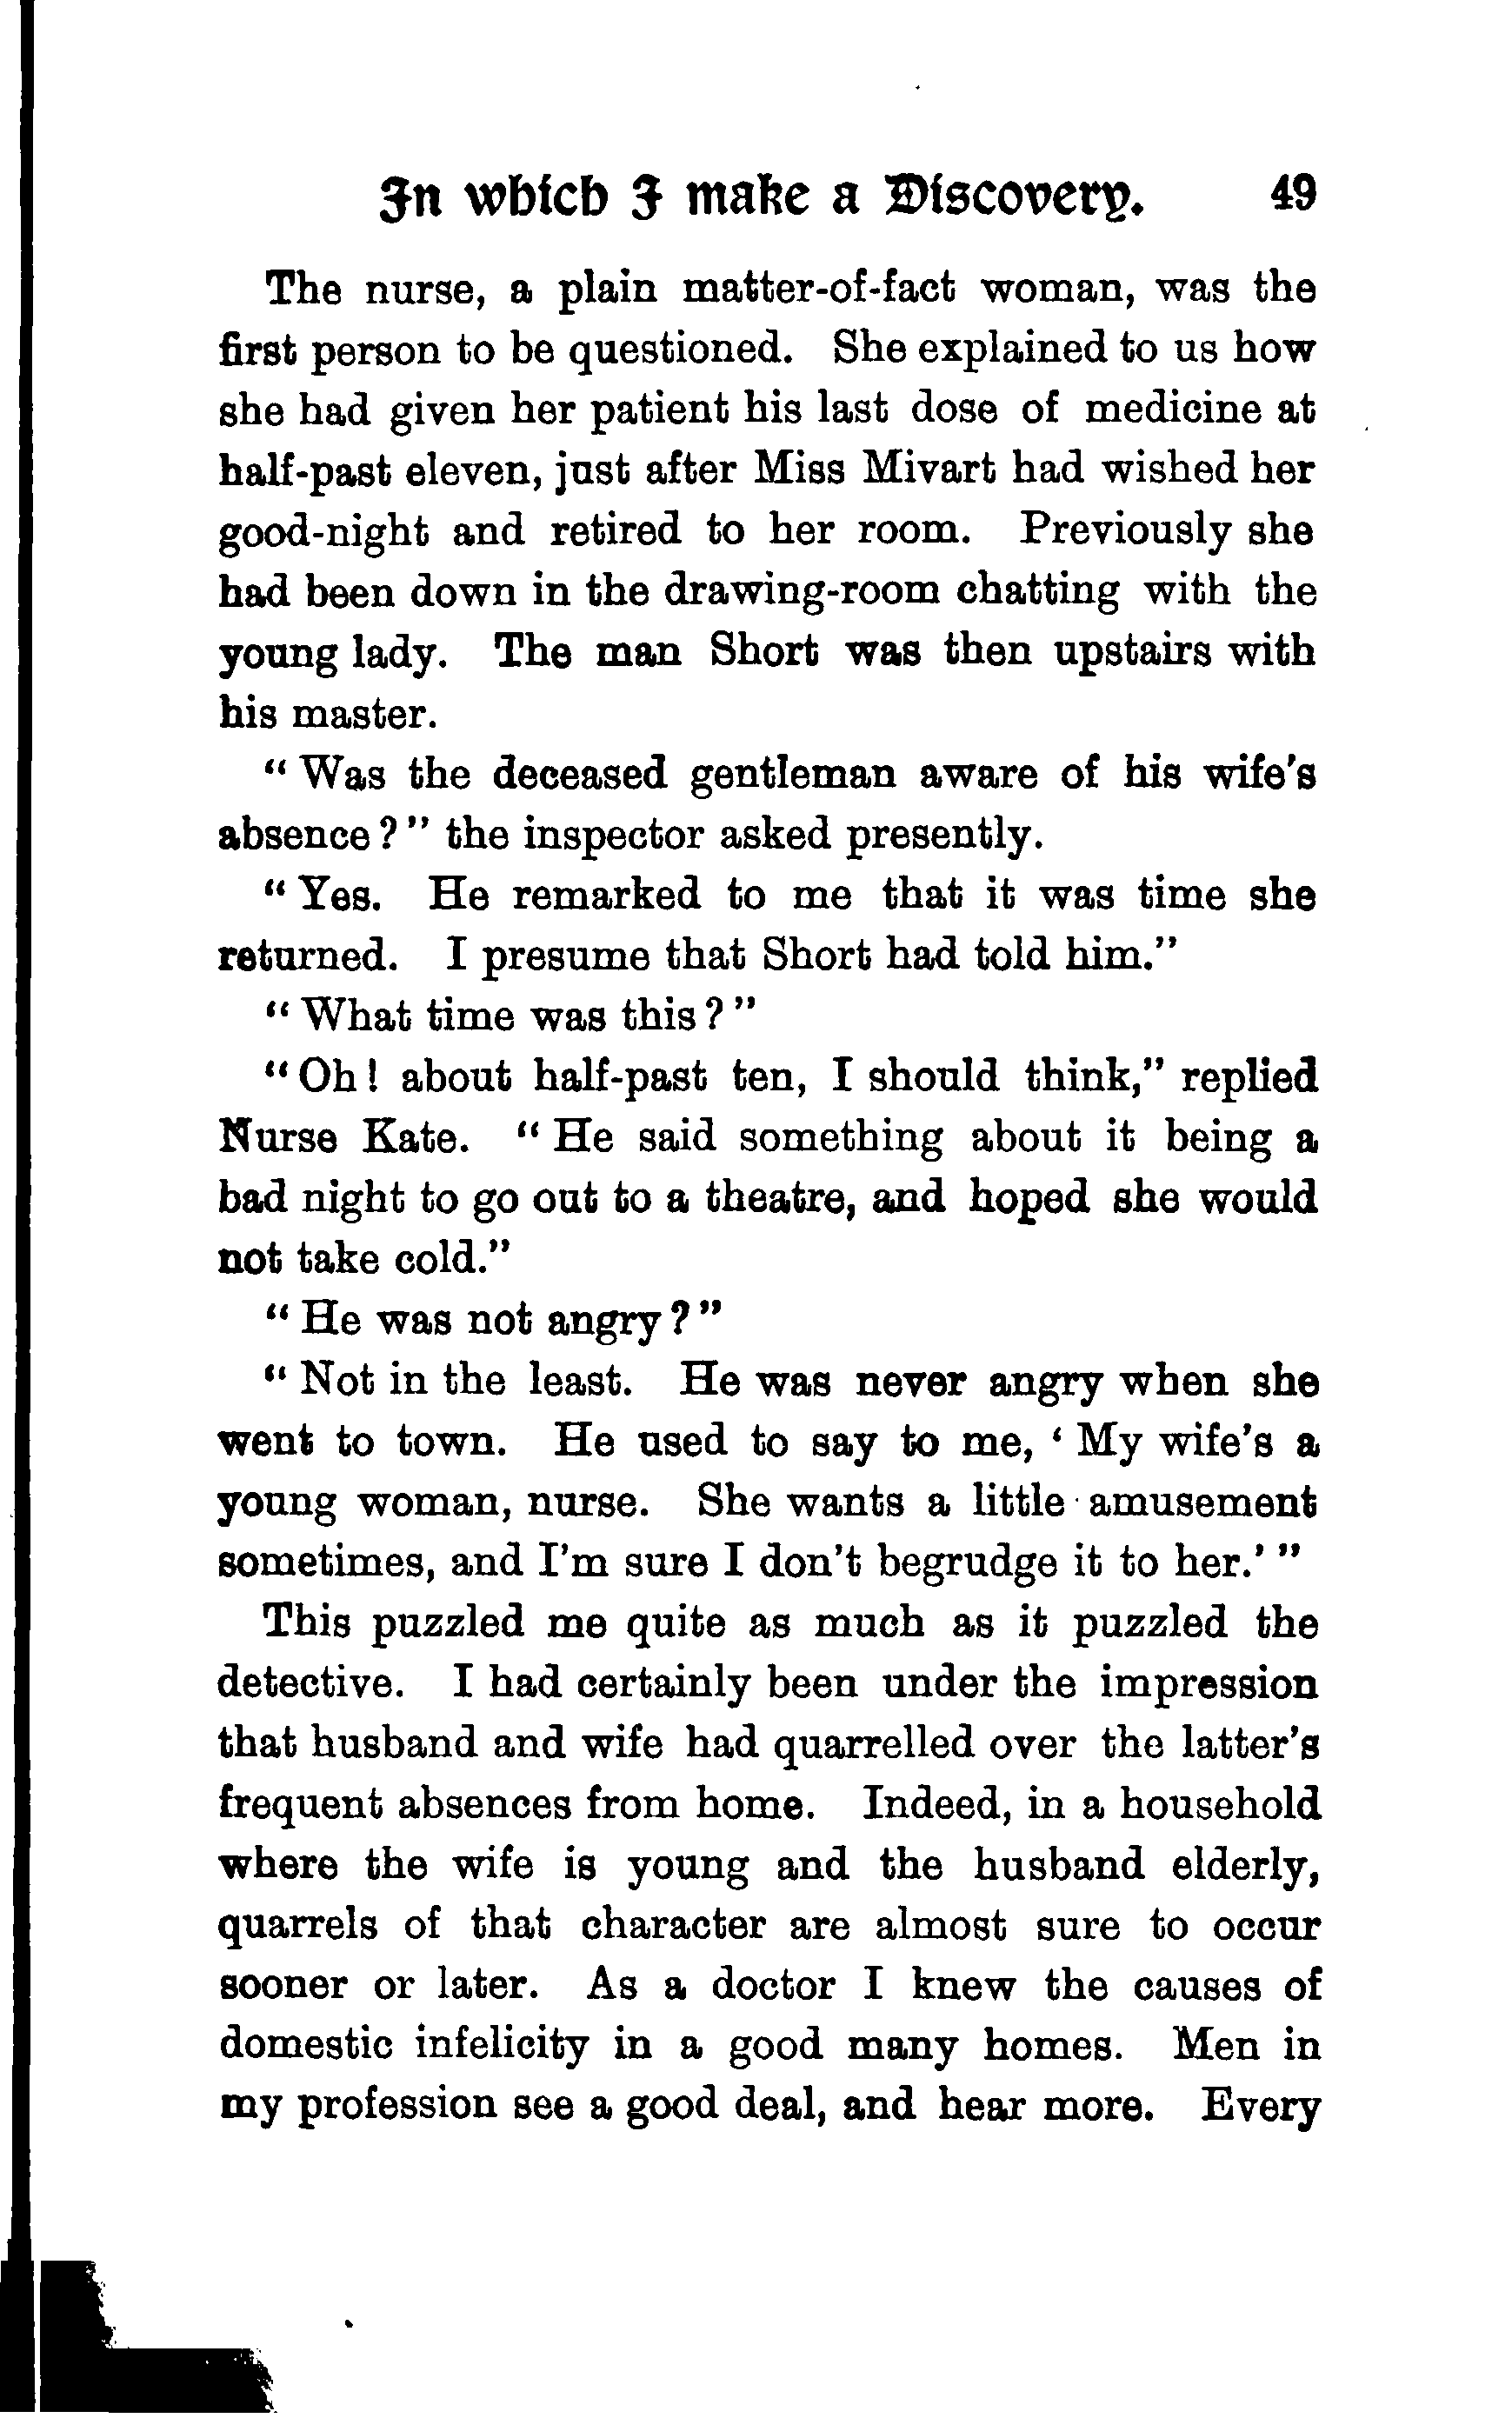 In which I make a Discovery. 49
The nurse, a plain matter-of-fact woman, was the
first person to be questioned. She explained to us how
she had given her patient his last dose of medicine at
half-past eleven, just after Miss Mivart had wished her
good-night and retired to her room. Previously she
had been down in the drawing-room chatting with the
young lady. The man Short was then upstairs with
his master.
“ Was the deceased gentleman aware of his wife's
absence ? ” the inspector asked presently.
“ Yes. He remarked to me that it was time she
returned. I presume that Short had told him.”
“ What time was this ? ”
“ Oh ! about half-past ten, I should think,” replied
Nurse Kate. “ He said something about it being a
bad night to go out to a theatre, and hoped she would
not take cold.”
“ He was not angry ? ”
“ Not in the least. He was never angry when she
went to town. He used to say to me, ‘ My wife's a
young woman, nurse. She wants a little amusement
sometimes, and I'm sure I don't begrudge it to her.’ ”
This puzzled me quite as much as it puzzled the
detective. I had certainly been under the impression
that husband and wife had quarrelled over the latter's
frequent absences from home. Indeed, in a household
where the wife is young and the husband elderly,
quarrels of that character are almost sure to occur
sooner or later. As a doctor I knew the causes of
domestic infelicity in a good many homes. Men in
my profession see a good deal, and hear more. Every